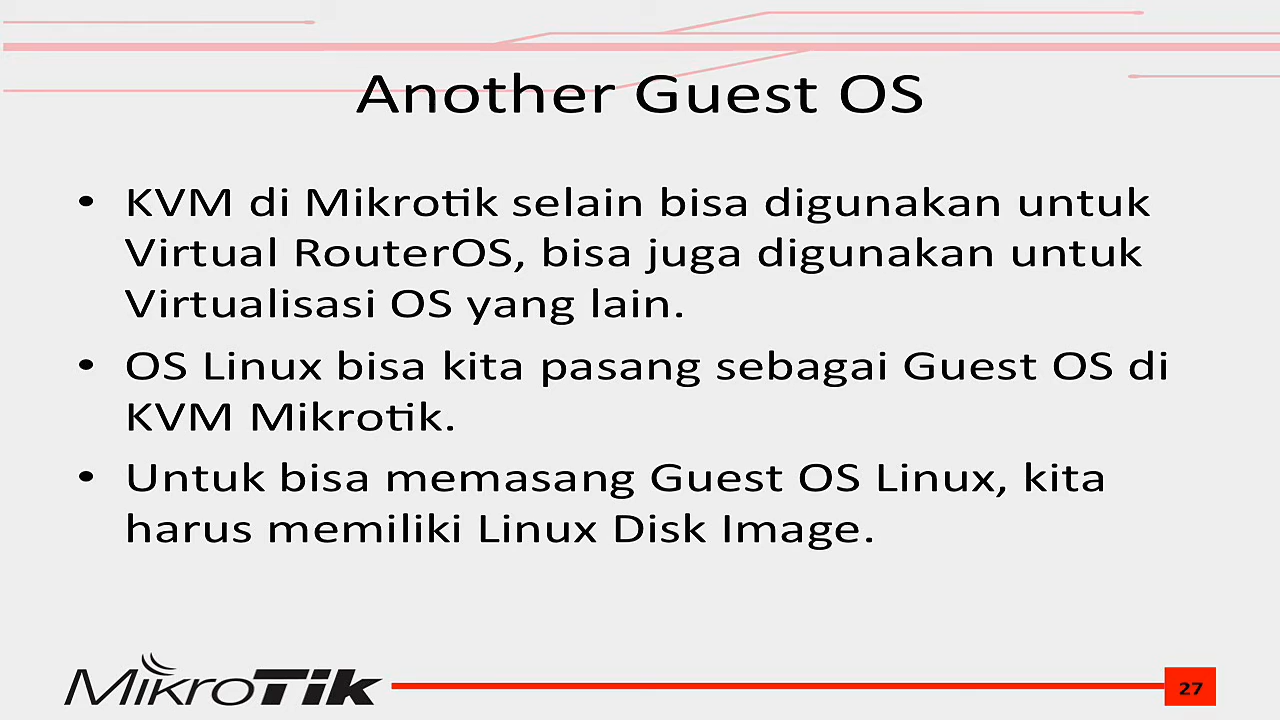 Another Guest OS
• KVM di Mikrotik selain bisa digunakan untuk
Virtual RouterOS, bisa juga digunakan untuk
Virtualisasi OS yang lain.
• OS Linux bisa kita pasang sebagai Guest OS di
KVM Mikrotik.
• Untuk bisa memasang Guest OS Linux, kita
harus memiliki Linux Disk Image.
MikroTik
27